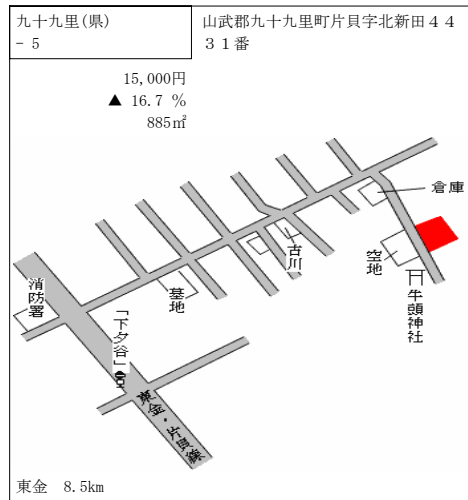 九十九里(県)
- 5
山武郡九十九里町片貝字北新田４４
３１番
15,000円
▲ 16.7 %
885㎡
倉庫
古川
空地
牛頭神社
消防署
墓地
「下夕谷」
東金・片貝線
東金 8.5km